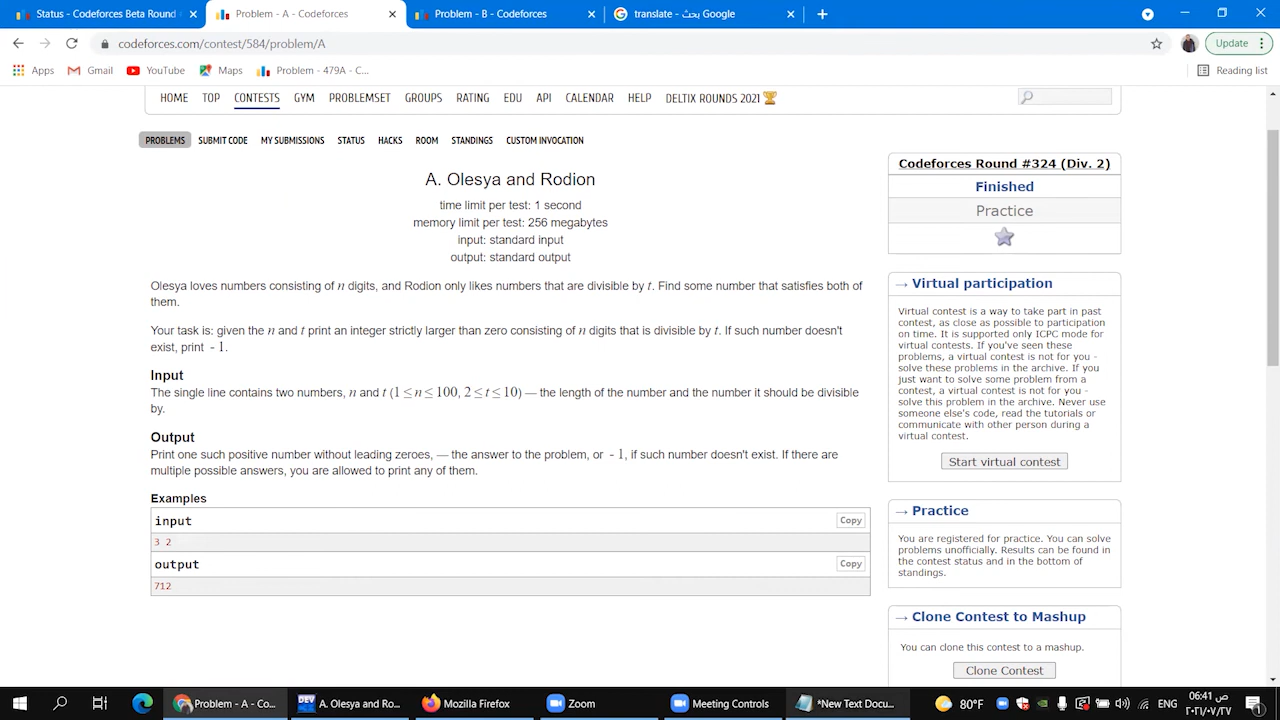 Status - Codeforces Beta Round
Problem - A - Codeforces
Problem - B - Codeforces
translate - بحث Google
codeforces.com/contest/584/problem/A
Update
Apps
Gmail
YouTube
Maps
Problem - 479A - C...
Reading list
HOME TOP CONTESTS GYM PROBLEMSET GROUPS RATING EDU API CALENDAR HELP DELTIX ROUNDS 2021
PROBLEMS SUBMIT CODE MY SUBMISSIONS STATUS HACKS ROOM STANDINGS CUSTOM INVOCATION
A. Olesya and Rodion
time limit per test: 1 second
memory limit per test: 256 megabytes
input: standard input
output: standard output
Olesya loves numbers consisting of n digits, and Rodion only likes numbers that are divisible by t. Find some number that satisfies both of
them.
Your task is: given the n and t print an integer strictly larger than zero consisting of n digits that is divisible by t. If such number doesn't
exist, print - 1.
Input
The single line contains two numbers, n and t (1 ≤ n ≤ 100, 2 ≤ t ≤ 10) — the length of the number and the number it should be divisible
by.
Output
Print one such positive number without leading zeroes, — the answer to the problem, or - 1, if such number doesn't exist. If there are
multiple possible answers, you are allowed to print any of them.
Examples
input
Copy
3 2
output
Copy
712
Codeforces Round #324 (Div. 2)
Finished
Practice
→ Virtual participation
Virtual contest is a way to take part in past
contest, as close as possible to participation
on time. It is supported only ICPC mode for
virtual contests. If you've seen these
problems, a virtual contest is not for you -
solve these problems in the archive. If you
just want to solve some problem from a
contest, a virtual contest is not for you -
solve this problem in the archive. Never use
someone else's code, read the tutorials or
communicate with other person during a
virtual contest.
Start virtual contest
→ Practice
You are registered for practice. You can solve
problems unofficially. Results can be found in
the contest status and in the bottom of
standings.
→ Clone Contest to Mashup
You can clone this contest to a mashup.
Clone Contest
Problem - A - Co...
DEV
A. Olesya and Ro...
Mozilla Firefox
Zoom
Meeting Controls
*New Text Docu...
80°F
ENG
06:41 ص
٢٠٢١/٠٧/٢٧
1